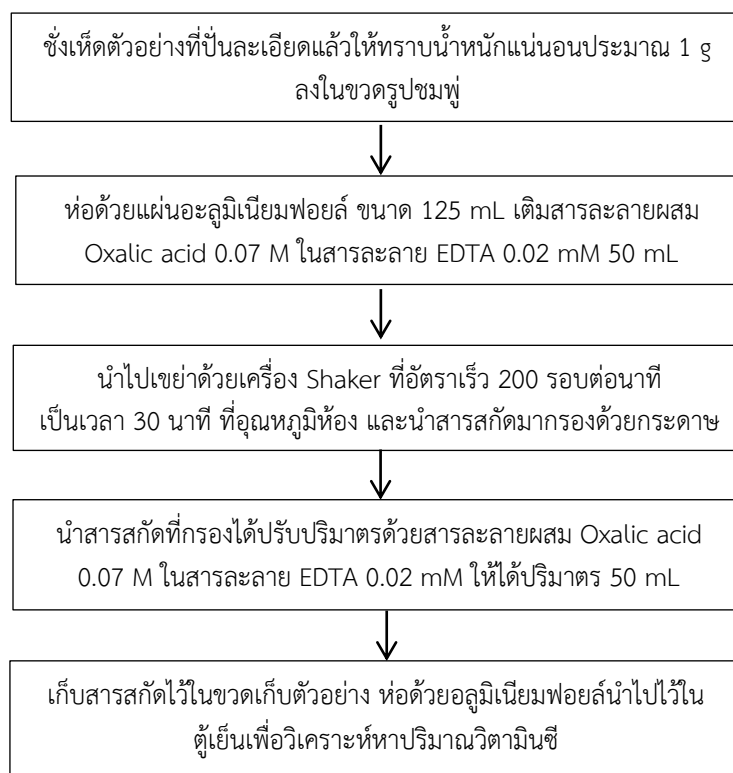 ชั่งเห็ดตัวอย่างที่ปั่นละเอียดแล้วให้ทราบน้ำหนักแน่นอนประมาณ 1 g
ลงในขวดรูปชมพู่
ห่อด้วยแผ่นอะลูมิเนียมฟอยล์ ขนาด 125 mL เติมสารละลายผสม
Oxalic acid 0.07 M ในสารละลาย EDTA 0.02 mM 50 mL
นำไปเขย่าด้วยเครื่อง Shaker ที่อัตราเร็ว 200 รอบต่อนาที
เป็นเวลา 30 นาที ที่อุณหภูมิห้อง และนำสารสกัดมากรองด้วยกระดาษ
นำสารสกัดที่กรองได้ปรับปริมาตรด้วยสารละลายผสม Oxalic acid
0.07 M ในสารละลาย EDTA 0.02 mM ให้ได้ปริมาตร 50 mL
เก็บสารสกัดไว้ในขวดเก็บตัวอย่าง ห่อด้วยอลูมิเนียมฟอยล์นำไปไว้ใน
ตู้เย็นเพื่อวิเคราะห์หาปริมาณวิตามินซี